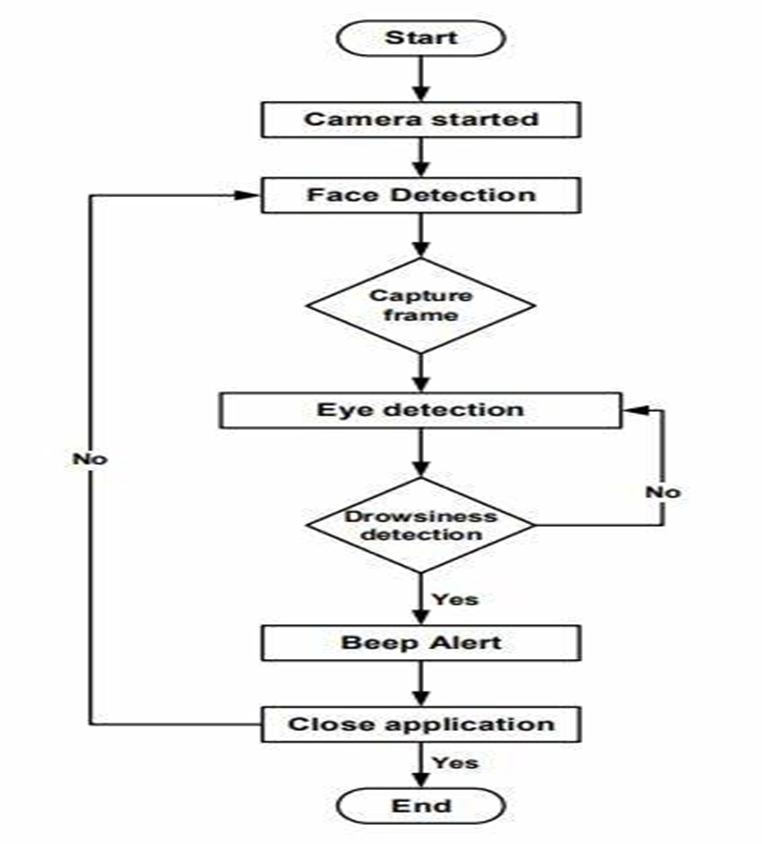 Start
Camera started
Face Detection
Capture
frame
Eye detection
No
No
Drowsiness
detection
Yes
Beep Alert
Close application
Yes
End